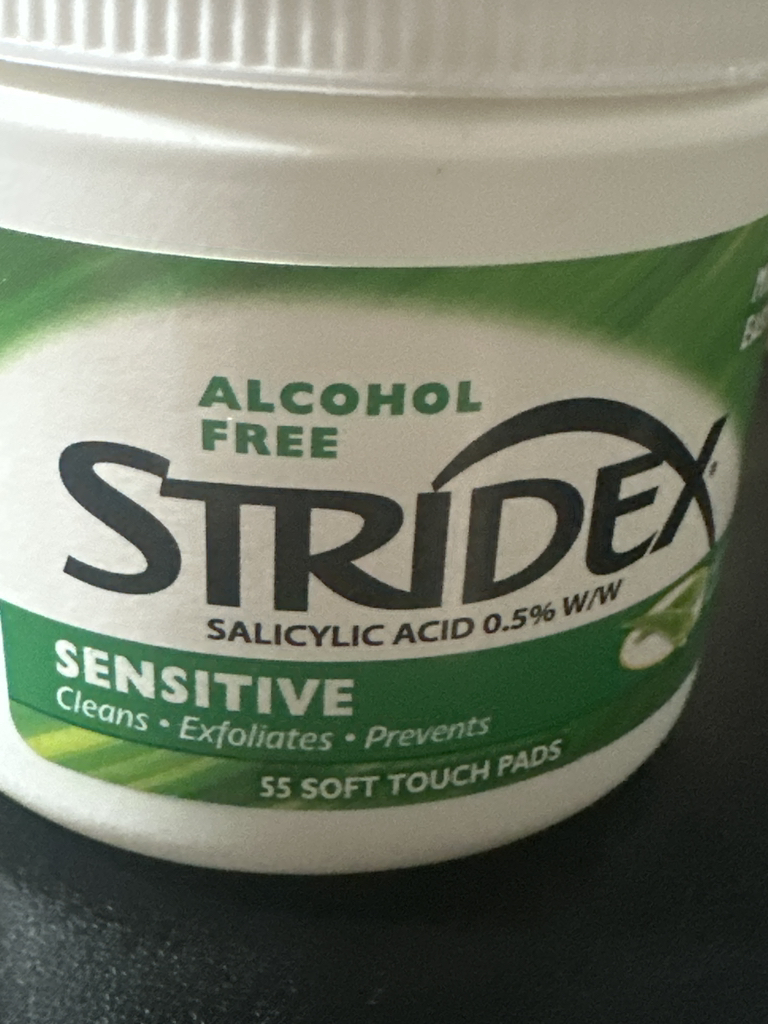 ALCOHOL
FREE
STRIDEX
SALICYLIC ACID 0.5% W/W
SENSITIVE
Cleans • Exfoliates • Prevents
55 SOFT TOUCH PADS